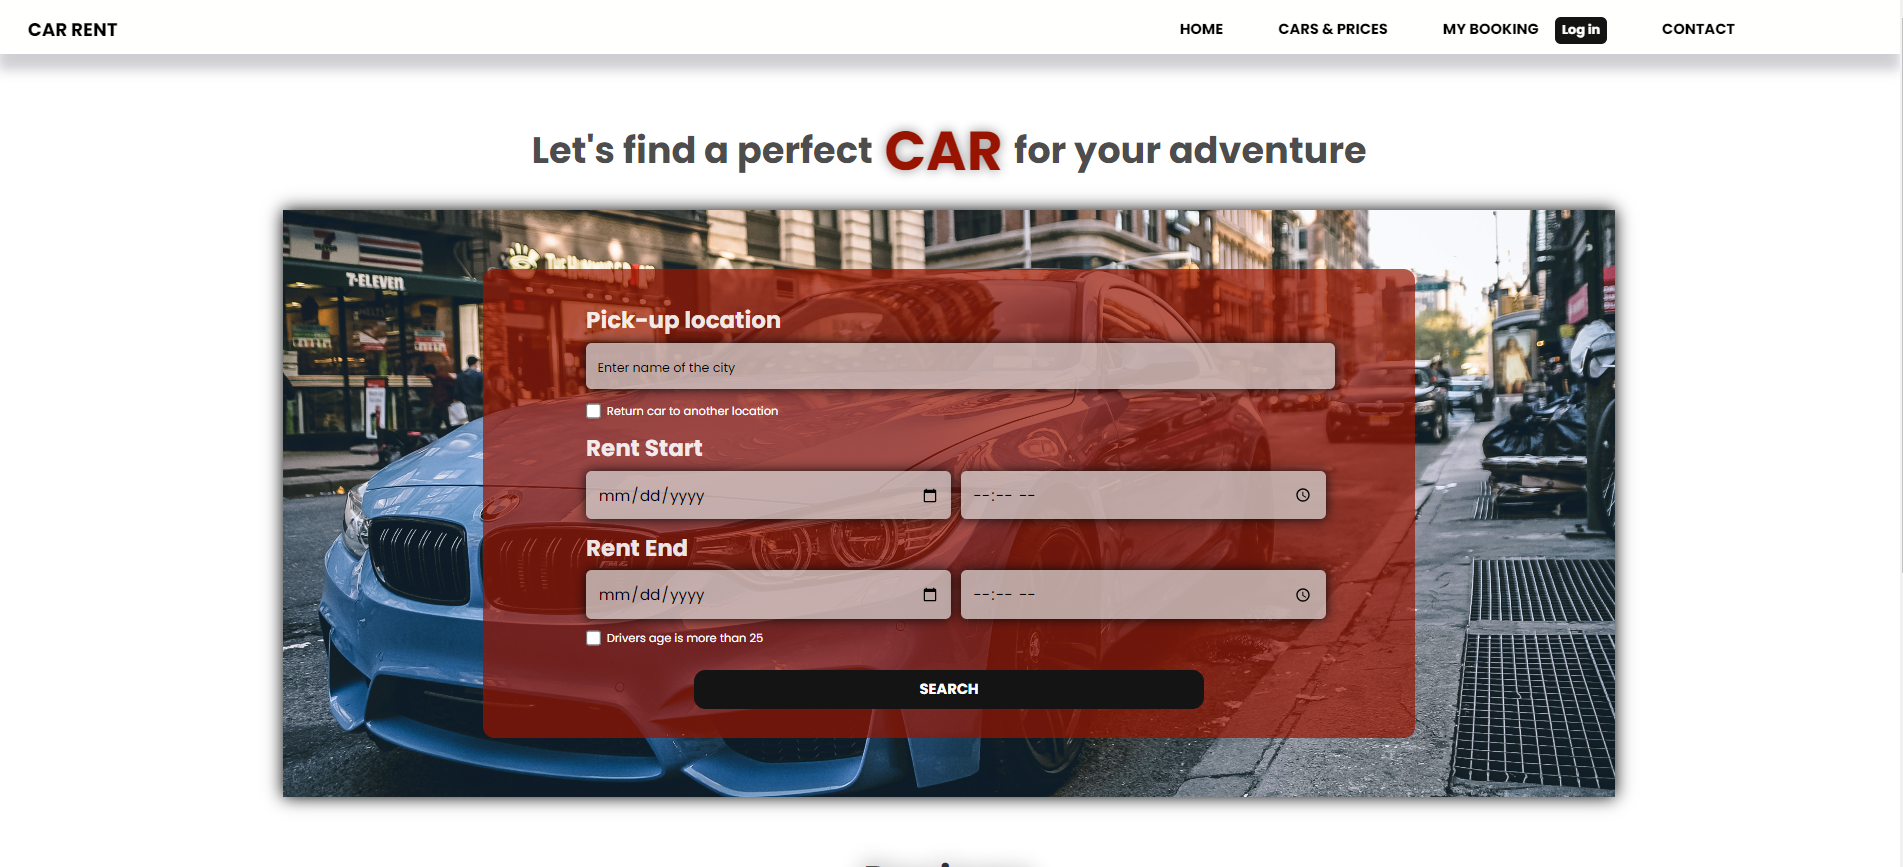 CAR RENT
HOME
CARS & PRICES
MY BOOKING
Log in
CONTACT
Let's find a perfect CAR for your adventure
7-ELEVEN
Pick-up location
Enter name of the city
Return car to another location
Rent Start
mm/dd/yyyy
--:-- --
Rent End
mm/dd/yyyy
--:-- --
Drivers age is more than 25
SEARCH